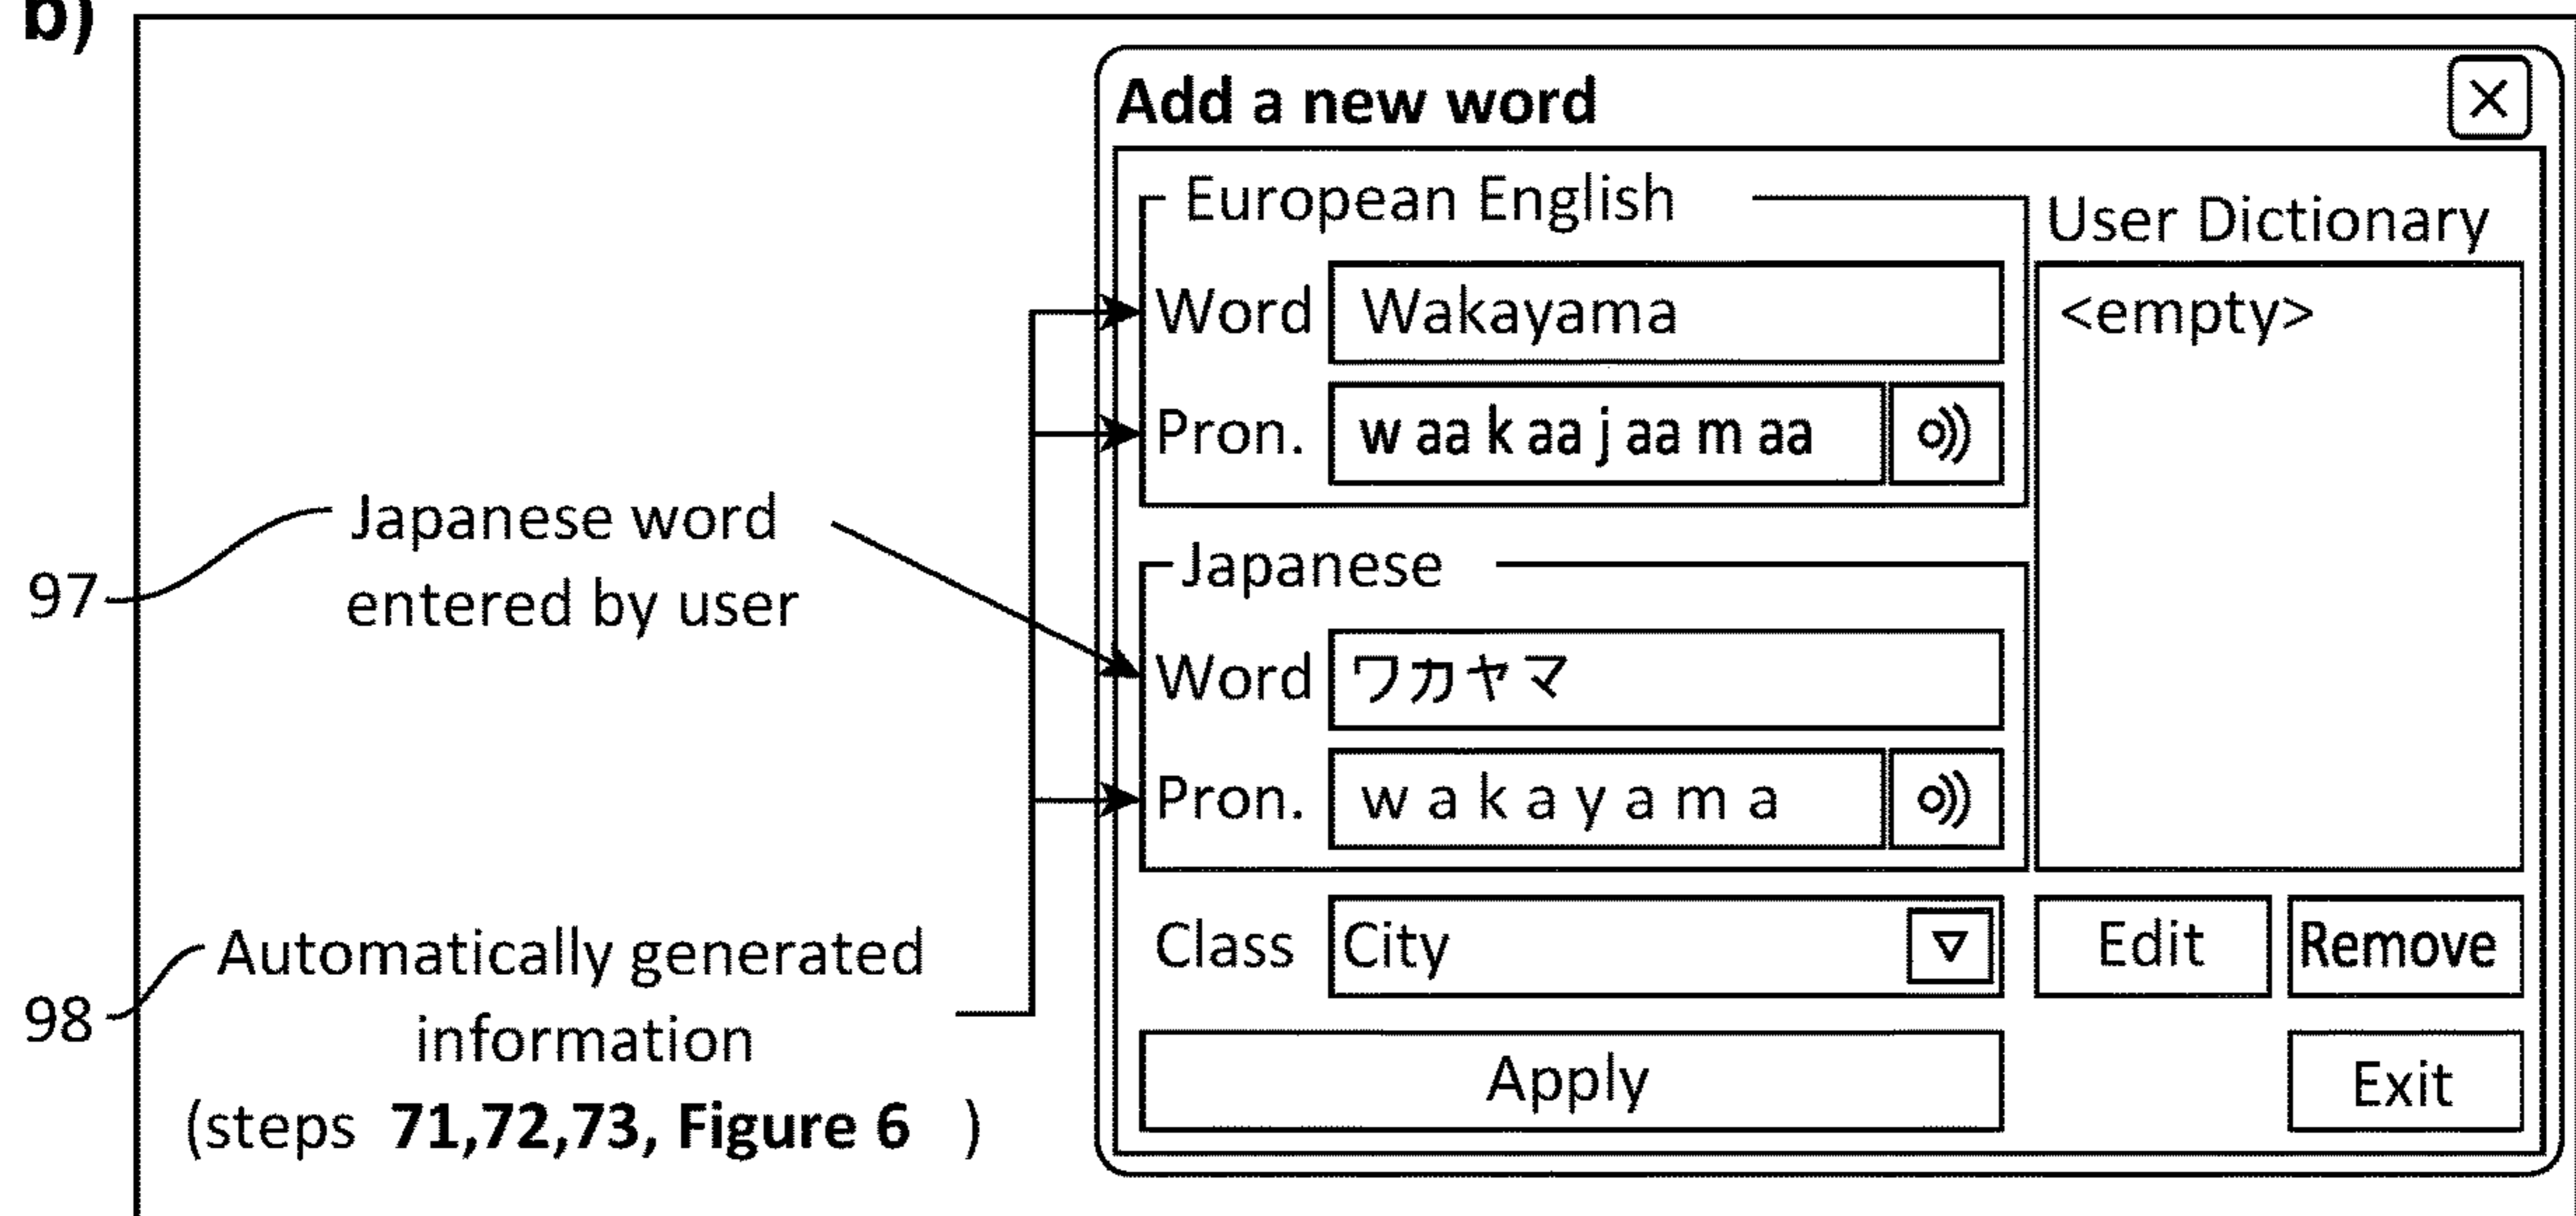 b)
Add a new word
European English
User Dictionary
Word
Wakayama
<empty>
Pron.
w aa k aa j aa m aa
97
Japanese word
entered by user
Japanese
Word
ワカヤマ
Pron.
w a k a y a m a
98
Automatically generated
information
(steps 71,72,73, Figure 6 )
Class
City
Edit
Remove
Apply
Exit